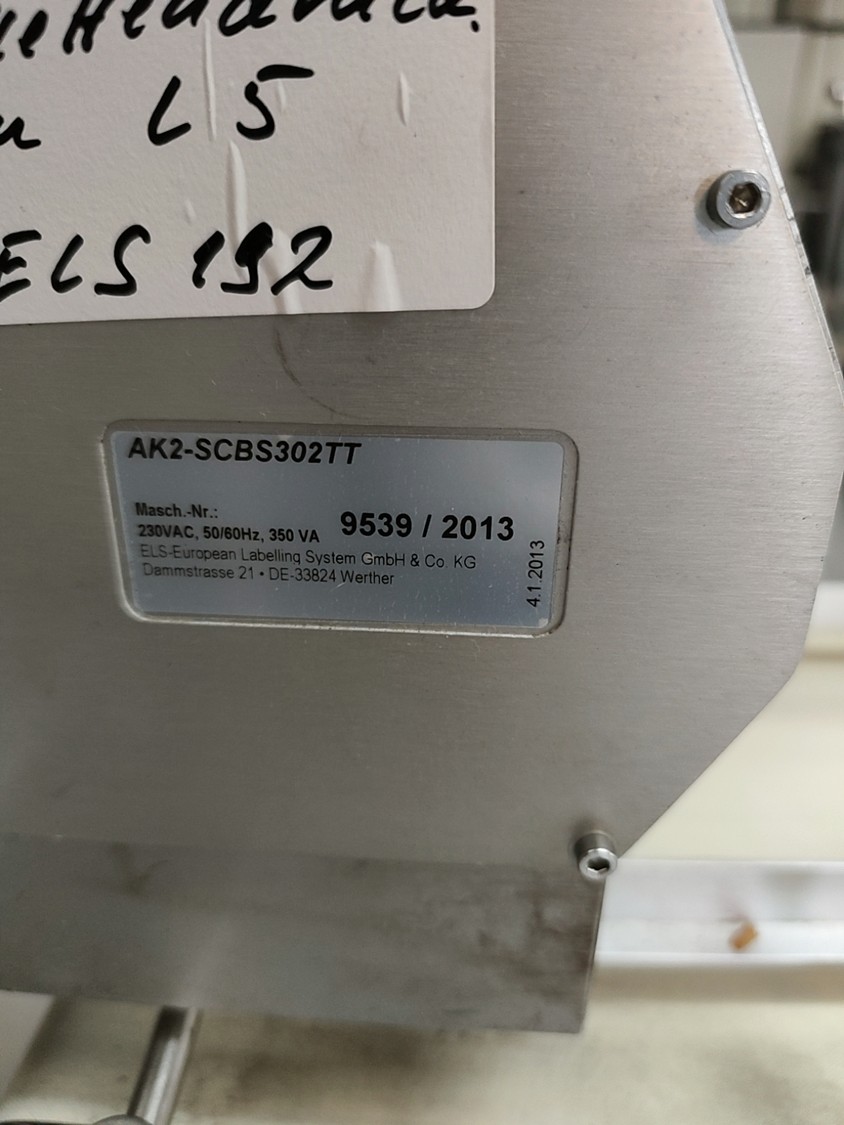 L 5
ELS 192
AK2-SCBS302TT
Masch.-Nr.:
9539 / 2013
230VAC, 50/60Hz, 350 VA
ELS-European Labelling System GmbH & Co. KG
Dammstrasse 21 • DE-33824 Werther
4.1.2013